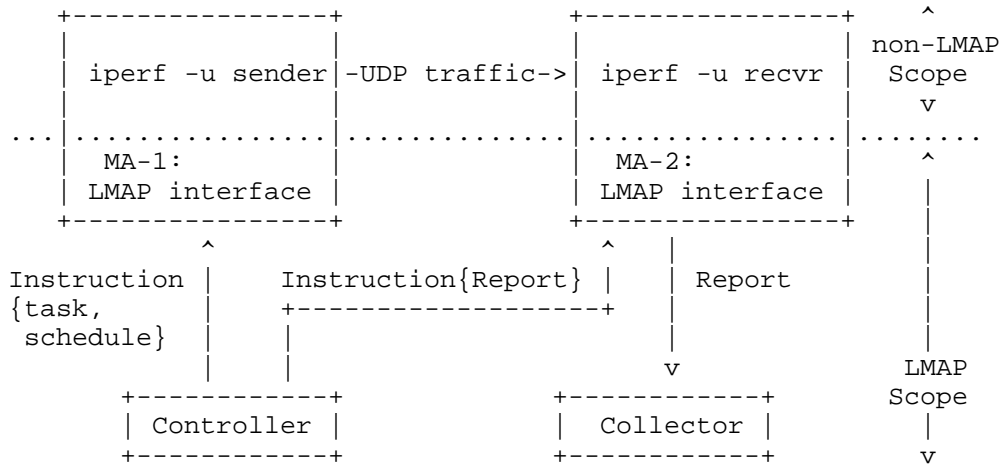 +----------------+ +----------------+ ^
| | | | non-LMAP
| iperf -u sender|-UDP traffic->| iperf -u recvr | Scope
| | | | v
...|................|..............|................|........
| MA-1: | | MA-2: | ^
| LMAP interface | | LMAP interface | |
+----------------+ +----------------+ |
^ ^ | |
Instruction | Instruction{Report} | | Report |
{task, | +-------------------+ | |
schedule} | | | |
| | v LMAP
+------------+ +------------+ Scope
| Controller | | Collector | |
+------------+ +------------+ v